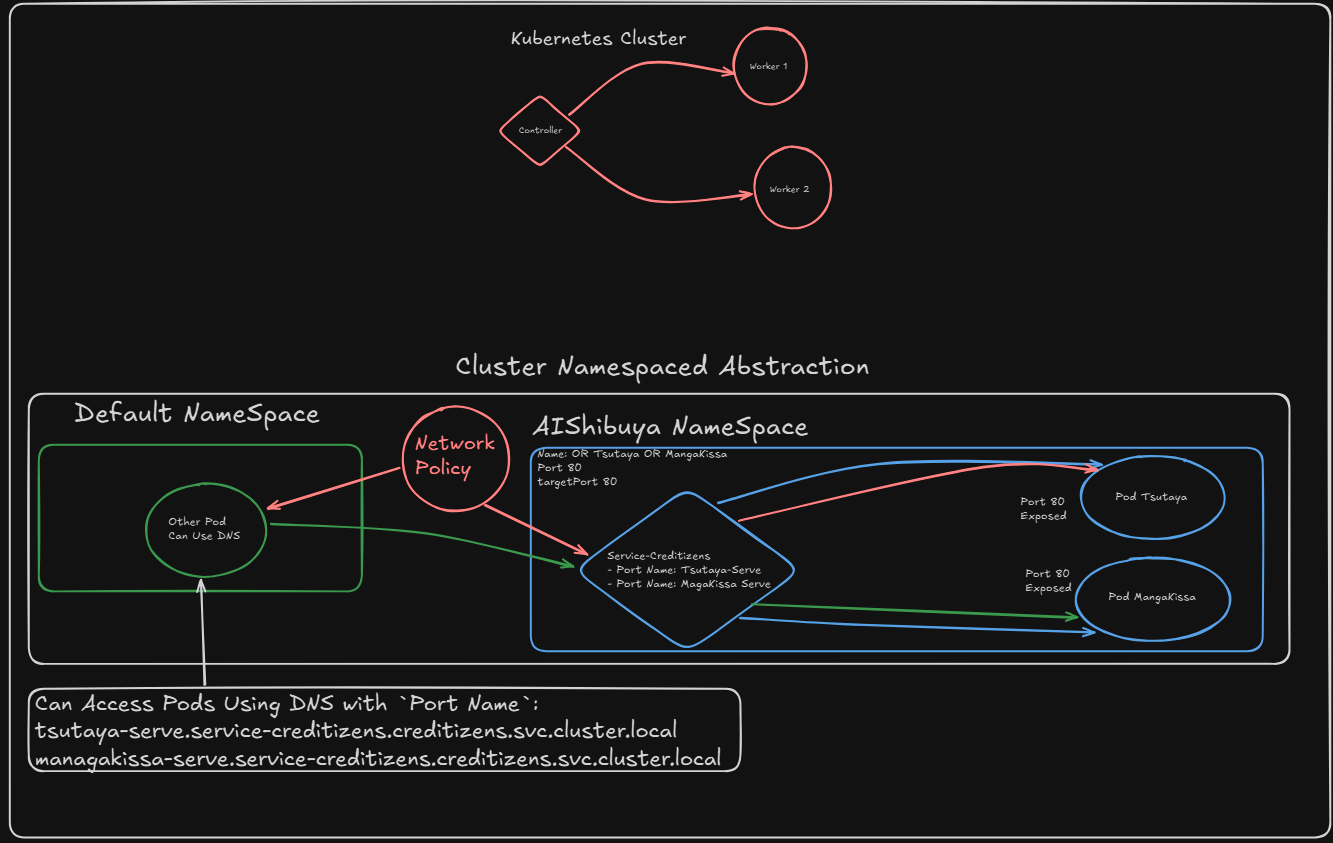 Kubernetes Cluster
Worker 1
Controller
Worker 2
Cluster Namespaced Abstraction
Default NameSpace
Network
Policy
AIShibuya NameSpace
Name: OR Tsutaya OR MangaKissa
Port 80
targetPort 80
Other Pod
Can Use DNS
Service-Creditizens
- Port Name: Tsutaya-Serve
- Port Name: MagaKissa Serve
Port 80
Exposed
Pod Tsutaya
Port 80
Exposed
Pod MangaKissa
Can Access Pods Using DNS with `Port Name`:
tsutaya-serve.service-creditizens.creditizens.svc.cluster.local
managakissa-serve.service-creditizens.creditizens.svc.cluster.local